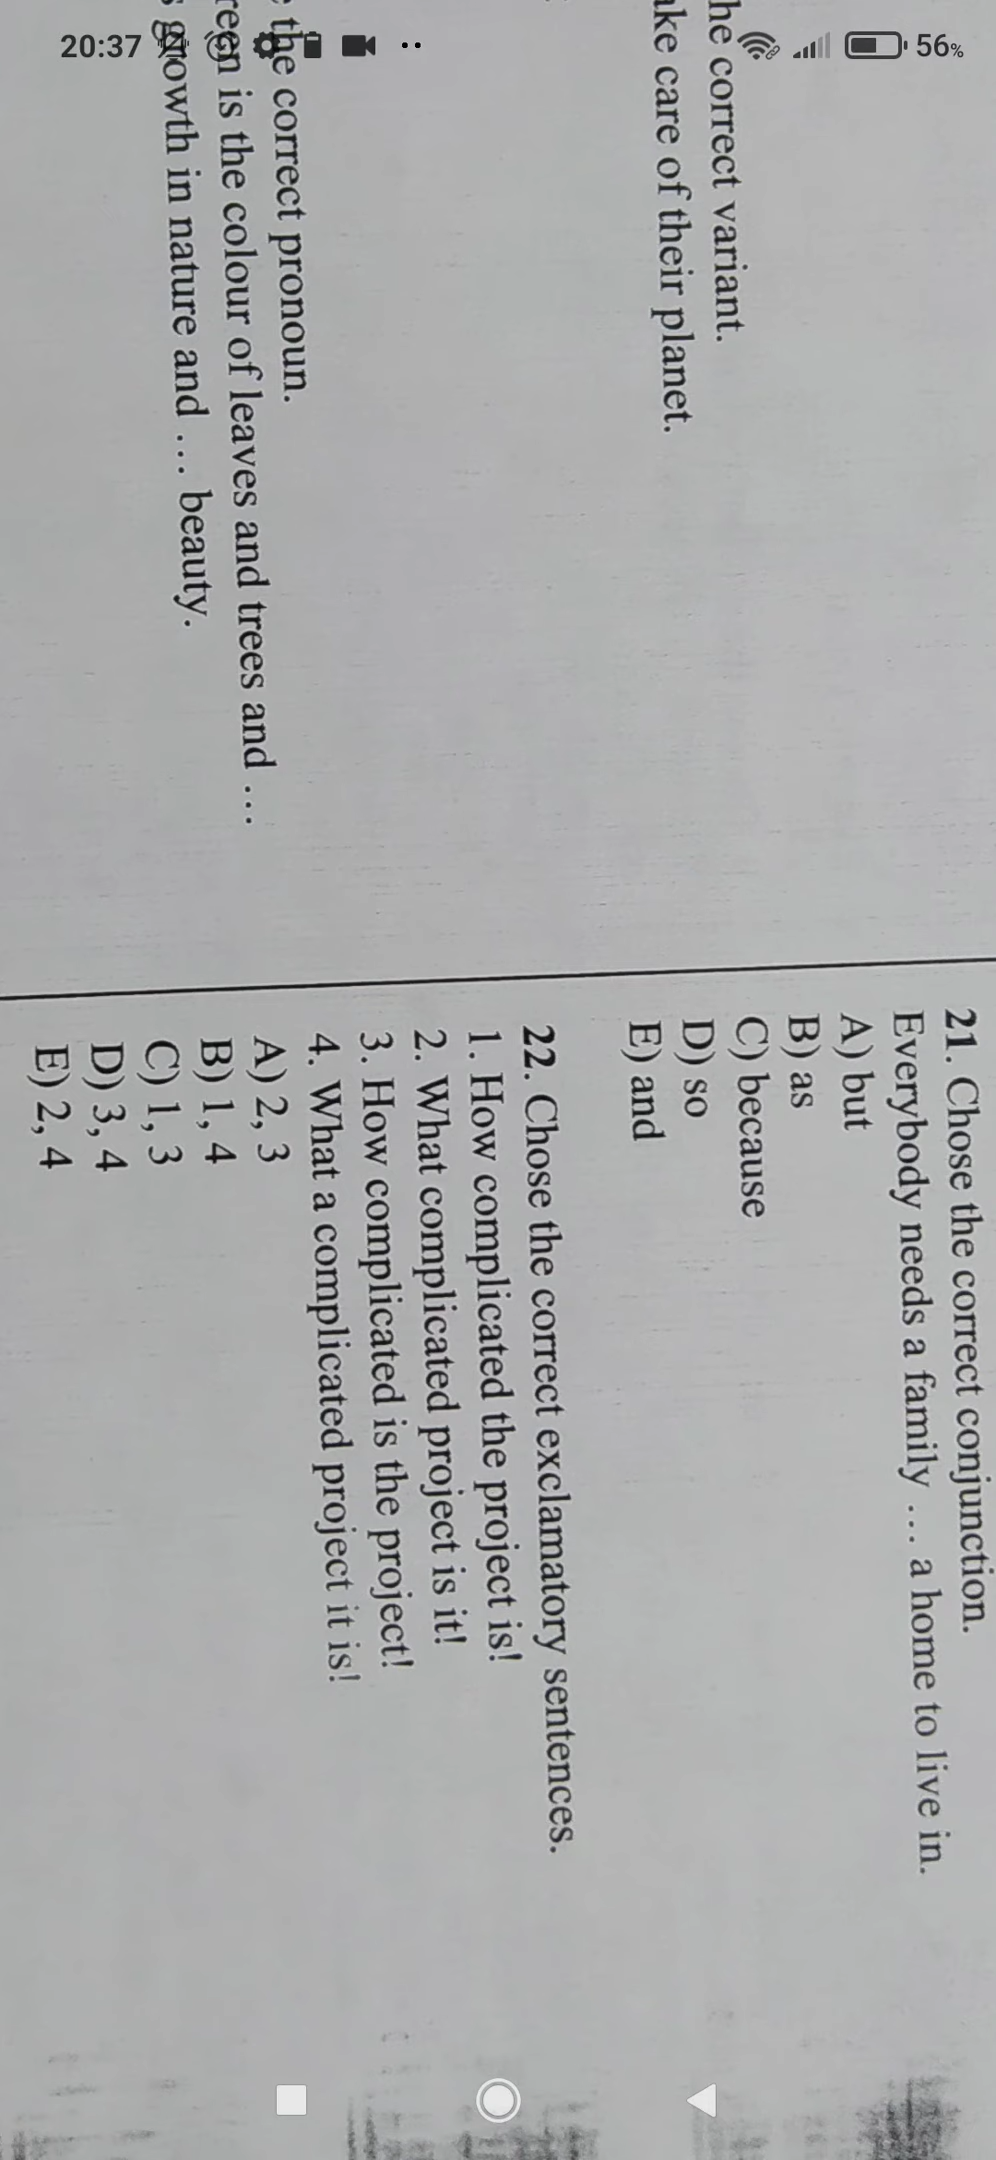 20:37
56%
he correct variant.
ke care of their planet.
the correct pronoun.
is the colour of leaves and trees and ...
growth in nature and ... beauty.
21. Chose the correct conjunction.
Everybody needs a family ... a home to live in.
A) but
B) as
C) because
D) so
E) and
22. Chose the correct exclamatory sentences.
1. How complicated the project is!
2. What complicated project is it!
3. How complicated is the project!
4. What a complicated project it is!
A) 2, 3
B) 1, 4
C) 1, 3
D) 3, 4
E) 2, 4